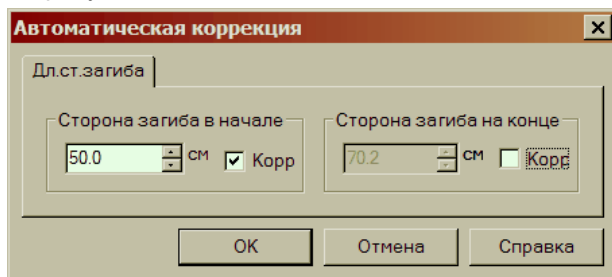 Автоматическая коррекция
Дл.ст.загиба
Сторона загиба в начале
50.0 см Корр
Сторона загиба на конце
70.2 см Корр
OK Отмена Справка